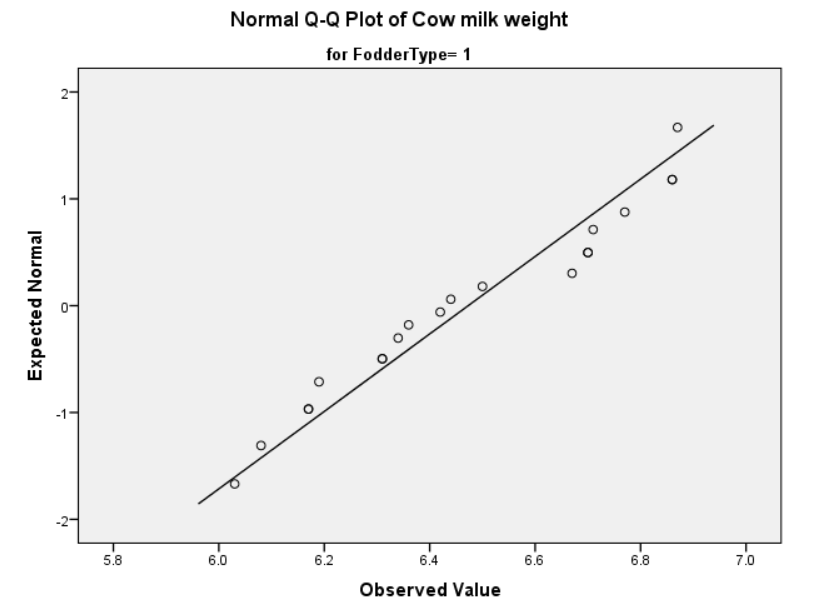 Normal Q-Q Plot of Cow milk weight
for FodderType= 1
Expected Normal
2
1
0
-1
-2
5.8 6.0 6.2 6.4 6.6 6.8 7.0
Observed Value